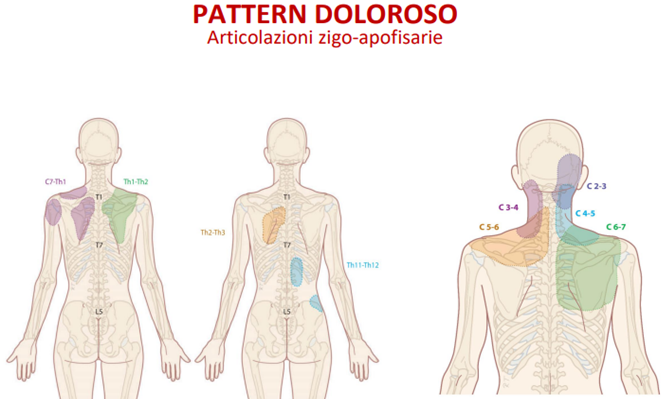 PATTERN DOLOROSO
Articolazioni zigo-apofisarie
C7-Th1
Th1-Th2
T1
T7
L5
Th2-Th3
T1
T7
Th11-Th12
L5
C 2-3
C 3-4
C 4-5
C 5-6
C 6-7